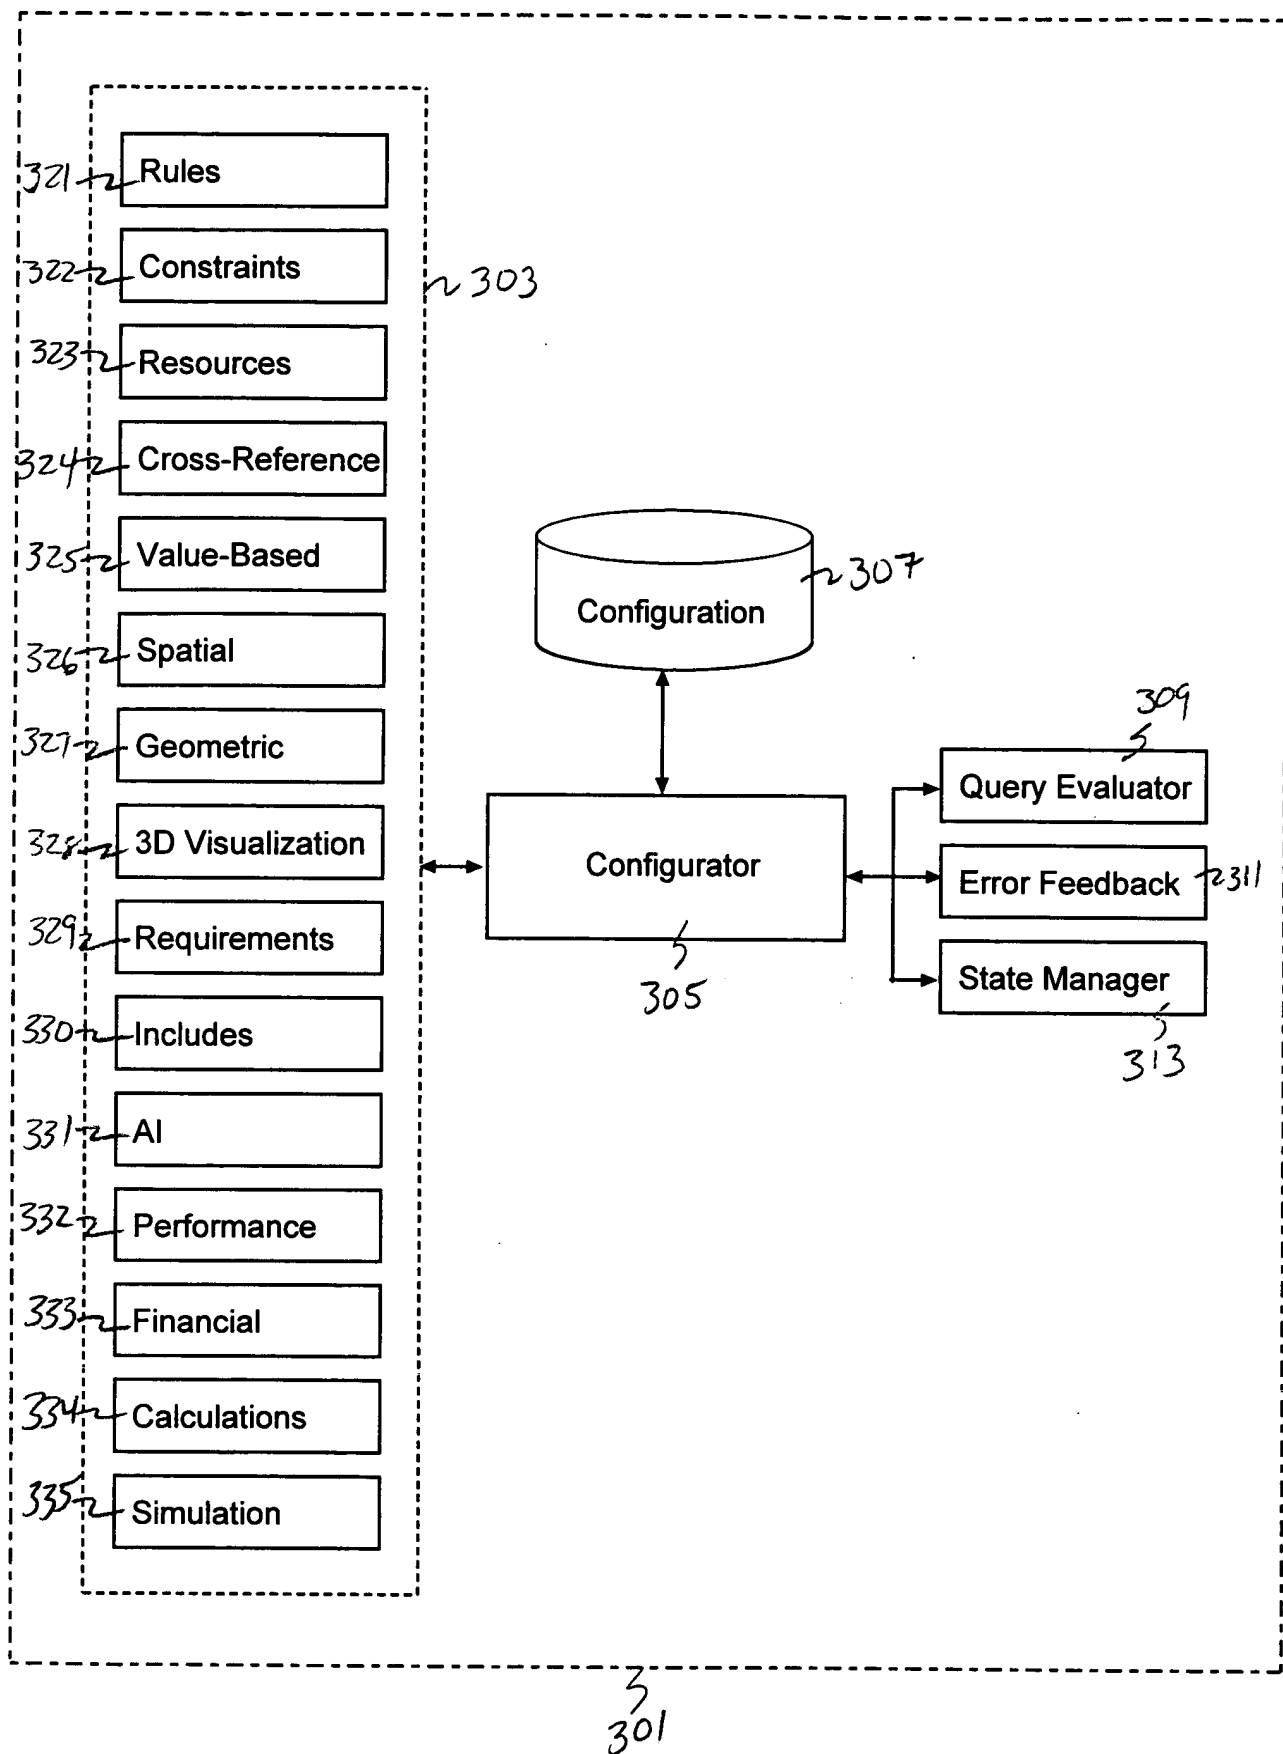 321 Rules
322 Constraints
303
323 Resources
324 Cross-Reference
325 Value-Based
307
Configuration
326 Spatial
327 Geometric
309
Query Evaluator
328 3D Visualization
Configurator
Error Feedback 311
329 Requirements
305
State Manager
313
330 Includes
331 AI
332 Performance
333 Financial
334 Calculations
335 Simulation
301